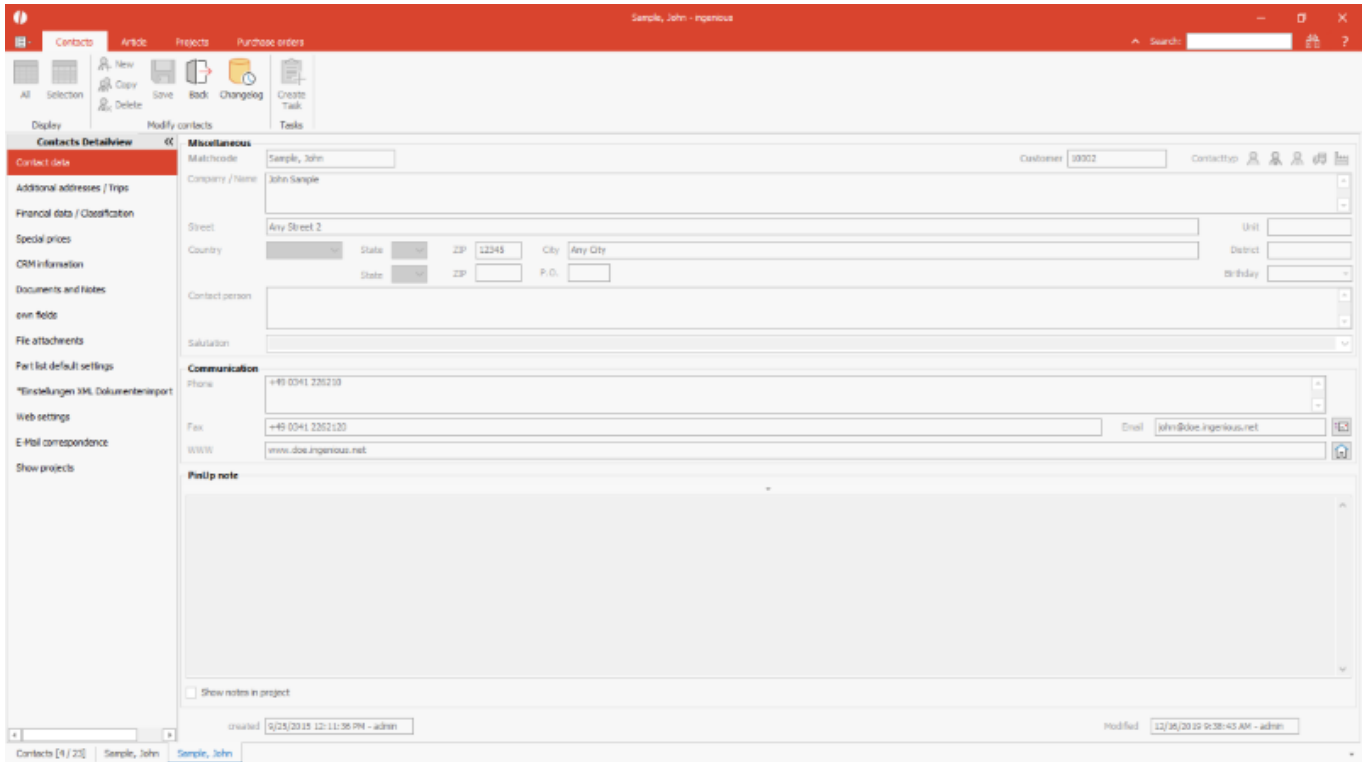 Sample, John - ingenious
Contacts Article Projects Purchase orders Search: ?
All Selection New Copy Delete Save Back Changelog Create Task
Display Modify contacts Tasks
Contacts Detailview
Contact data
Additional addresses / Trips
Financial data / Classification
Special prices
CRM information
Documents and Notes
own fields
File attachments
Part list default settings
*Einstellungen XML Dokumentenimport
Web settings
E-Mail correspondence
Show projects
Miscellaneous
Matchcode Sample, John Customer 10002 Contacttyp
Company / Name John Sample
Street Any Street 2 Unit
Country State ZIP 12345 City Any City District
State ZIP P.O. Birthday
Contact person
Salutation
Communication
Phone +49 0341 226210
Fax +49 0341 2262120 Email john@doe.ingenious.net
WWW www.doe.ingenious.net
PinUp note
Show notes in project
created 9/25/2015 12:11:36 PM - admin Modified 12/16/2019 9:38:43 AM - admin
Contacts [4 / 23] Sample, John Sample, John